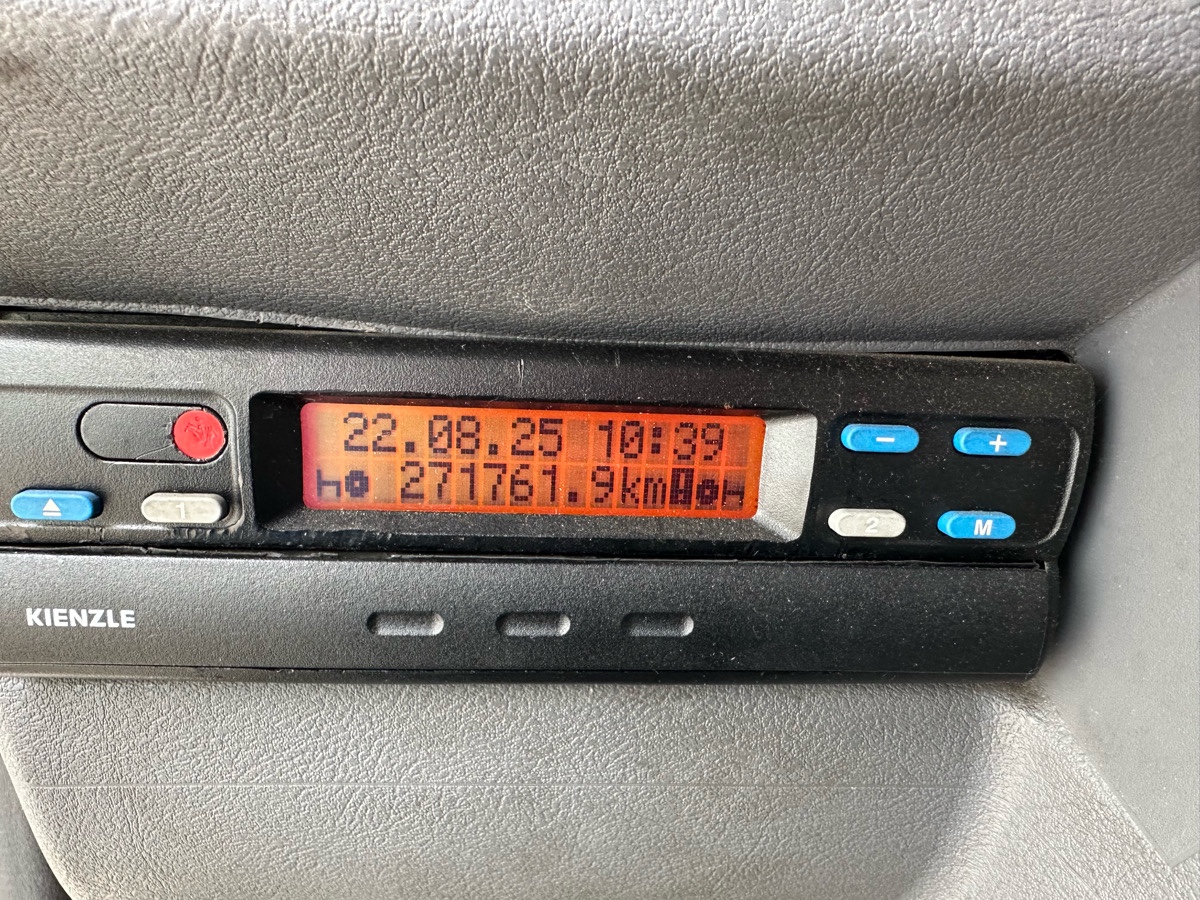 22.08.25 10:39
271761.9km
1
- +
2 M
KIENZLE